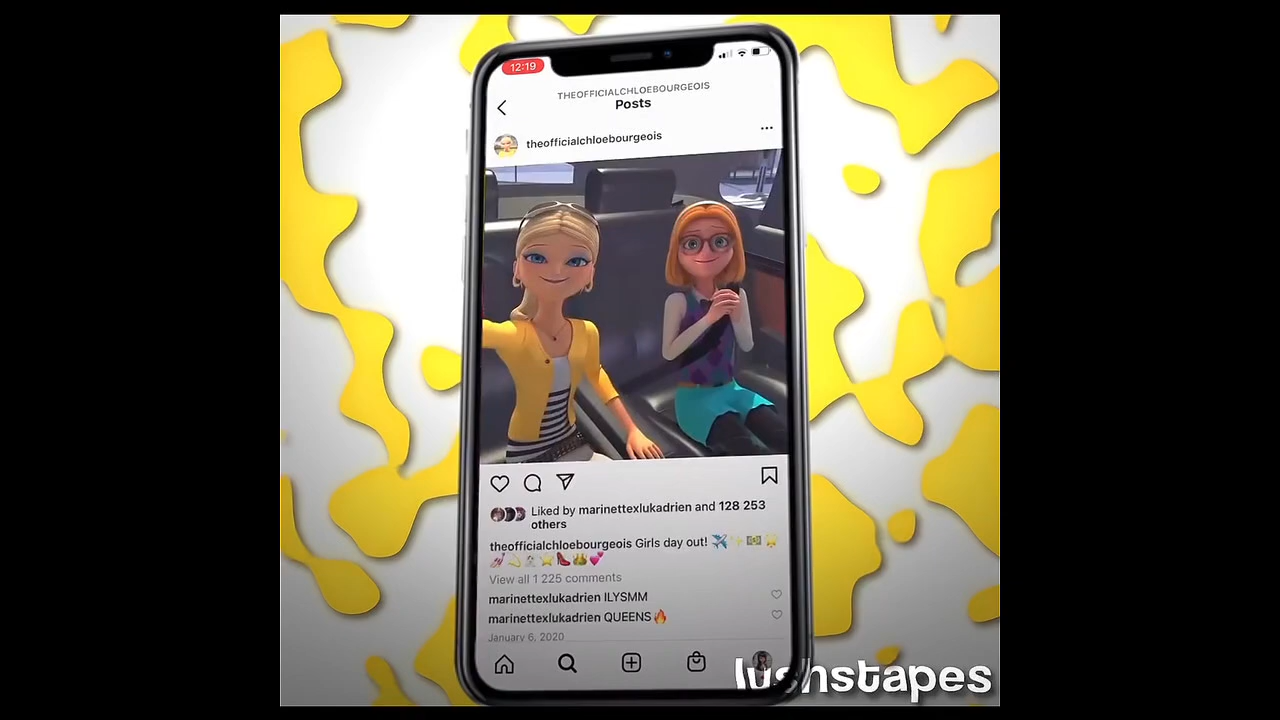 12:19
THEOFFICIALCHLOEBOURGEOIS
Posts
theofficialchloebourgeois
Liked by marinettexlukadrien and 128 253
others
theofficialchloebourgeois Girls day out! ✈️✨💵🌟
💅💫🐩⭐👠👑💕
View all 1 225 comments
marinettexlukadrien ILYSMM
marinettexlukadrien QUEENS🔥
January 6, 2020
lushstapes